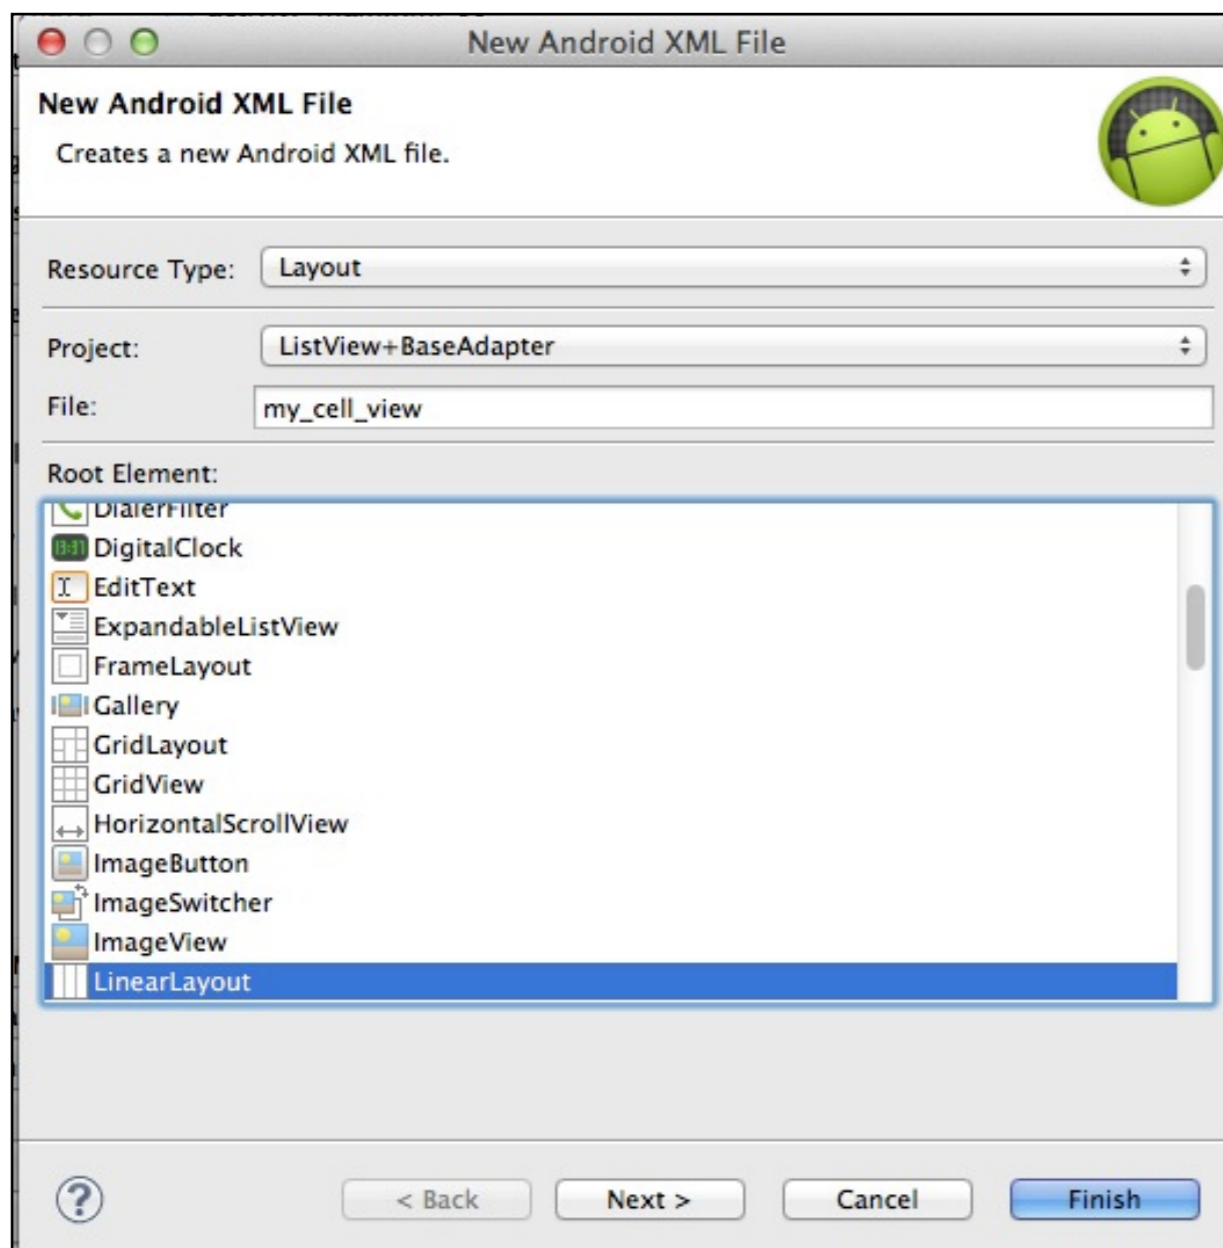 New Android XML File
New Android XML File
Creates a new Android XML file.
Resource Type: Layout
Project: ListView+BaseAdapter
File: my_cell_view
Root Element:
DialerFilter
13:37
DigitalClock
EditText
ExpandableListView
FrameLayout
Gallery
GridLayout
GridView
HorizontalScrollView
ImageButton
ImageSwitcher
ImageView
LinearLayout
? < Back Next > Cancel Finish